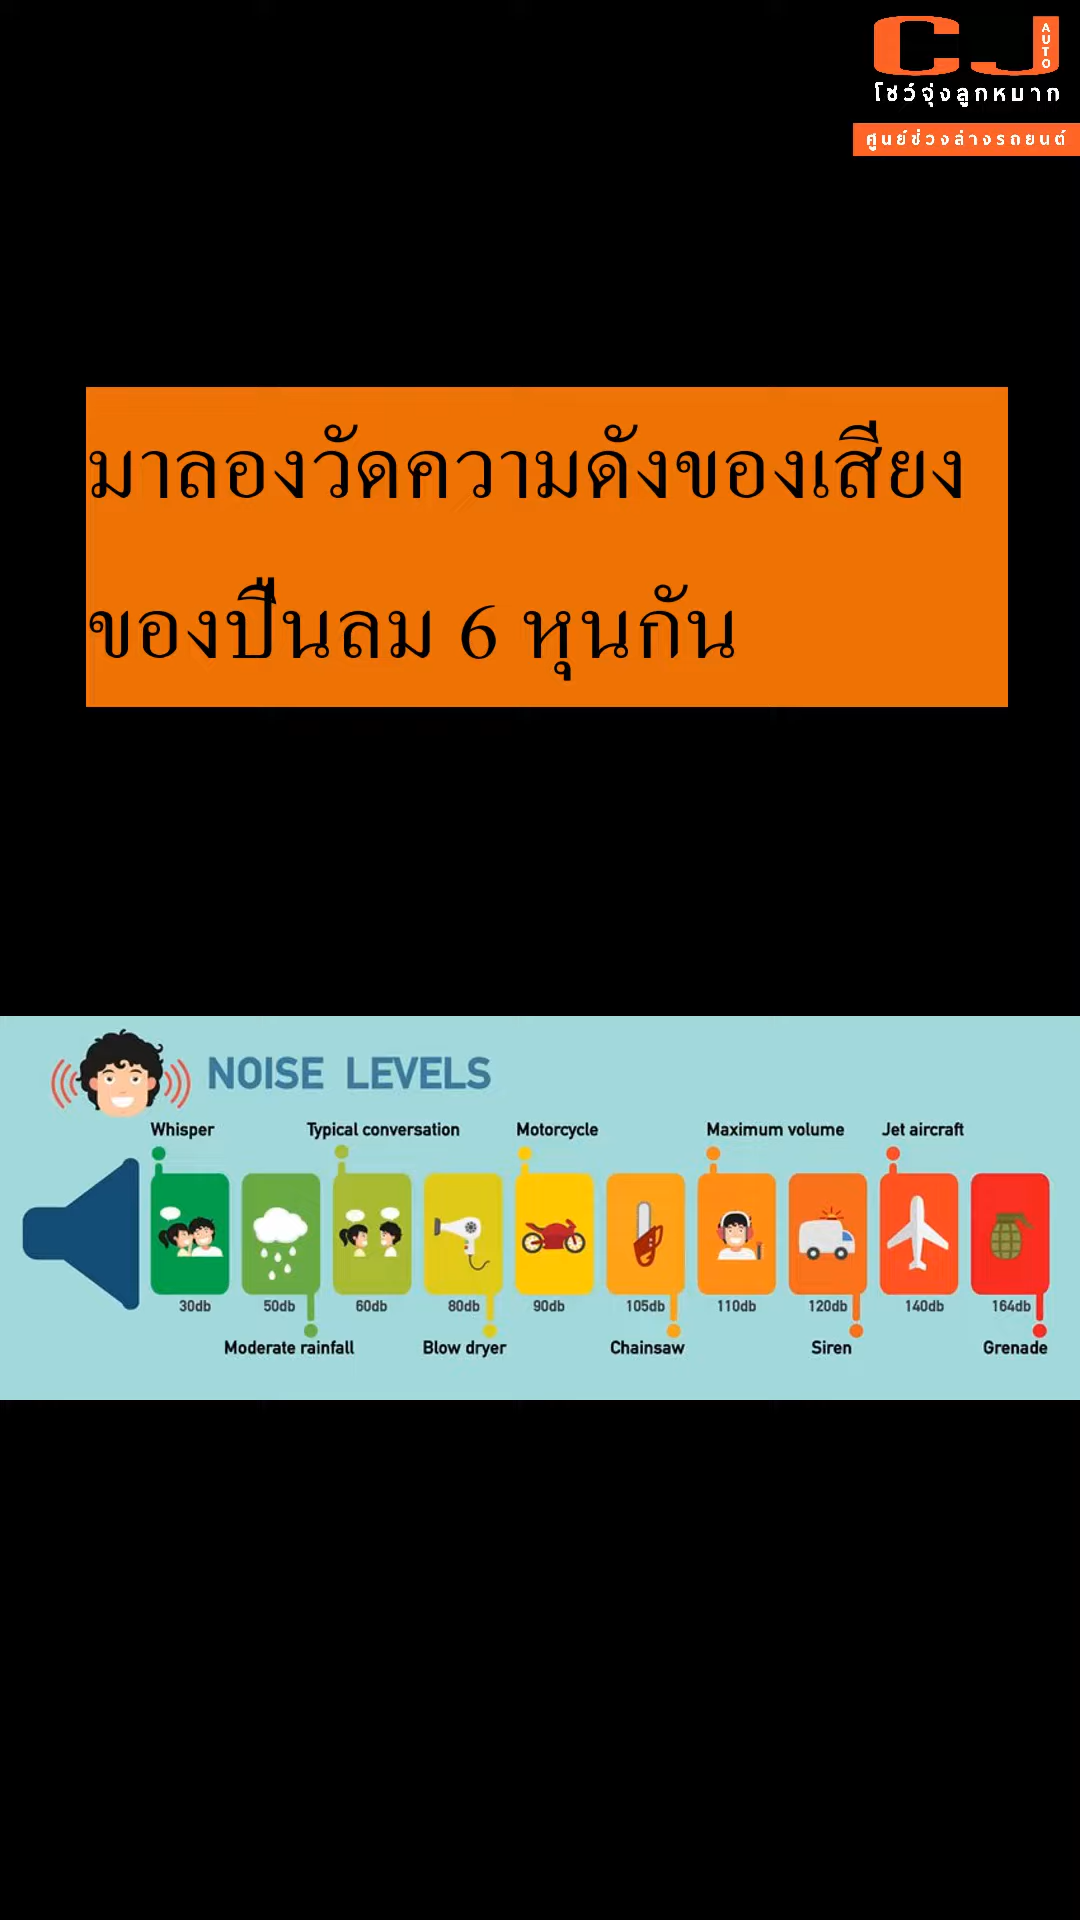 CJ AUTO
โชว์จุ่งลูกหมาก
ศูนย์ช่วงล่างรถยนต์
มาลองวัดความดังของเสียง
ของปืนลม 6 หุนกัน
NOISE LEVELS
Whisper
Typical conversation
Motorcycle
Maximum volume
Jet aircraft
30db
50db
60db
80db
90db
105db
110db
120db
140db
164db
Moderate rainfall
Blow dryer
Chainsaw
Siren
Grenade